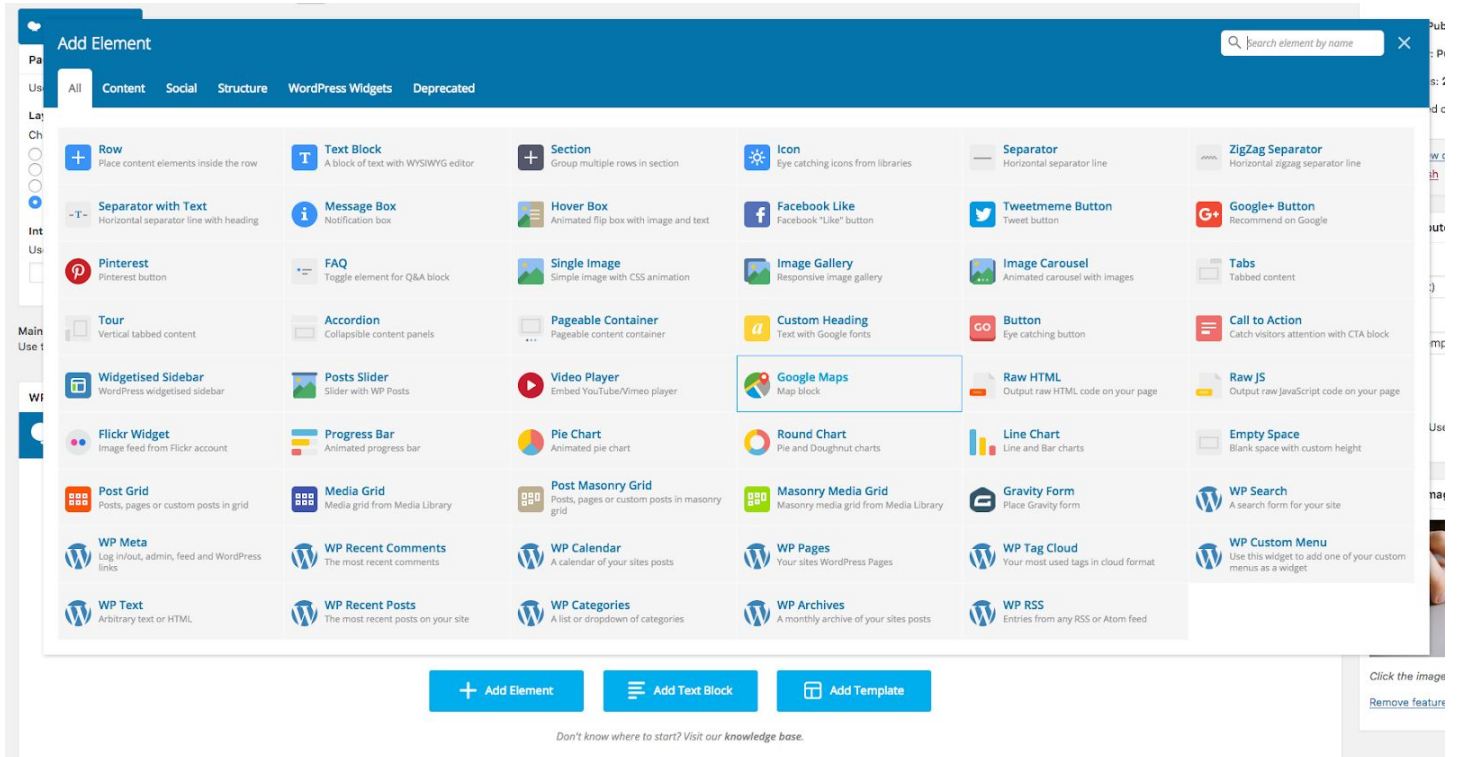 Add Element
Search element by name
All Content Social Structure WordPress Widgets Deprecated
Row
Place content elements inside the row
Text Block
A block of text with WYSIWYG editor
Section
Group multiple rows in section
Icon
Eye catching icons from libraries
Separator
Horizontal separator line
ZigZag Separator
Horizontal zigzag separator line
-T-
Separator with Text
Horizontal separator line with heading
Message Box
Notification box
Hover Box
Animated flip box with image and text
Facebook Like
Facebook "Like" button
Tweetmeme Button
Tweet button
G+
Google+ Button
Recommend on Google
Pinterest
Pinterest button
FAQ
Toggle element for Q&A block
Single Image
Simple image with CSS animation
Image Gallery
Responsive image gallery
Image Carousel
Animated carousel with images
Tabs
Tabbed content
Tour
Vertical tabbed content
Accordion
Collapsible content panels
Pageable Container
Pageable content container
Custom Heading
Text with Google fonts
GO
Button
Eye catching button
Call to Action
Catch visitors attention with CTA block
Widgetised Sidebar
WordPress widgetised sidebar
Posts Slider
Slider with WP Posts
Video Player
Embed YouTube/Vimeo player
Google Maps
Map block
Raw HTML
Output raw HTML code on your page
Raw JS
Output raw JavaScript code on your page
Flickr Widget
Image feed from Flickr account
Progress Bar
Animated progress bar
Pie Chart
Animated pie chart
Round Chart
Pie and Doughnut charts
Line Chart
Line and Bar charts
Empty Space
Blank space with custom height
Post Grid
Posts, pages or custom posts in grid
Media Grid
Media grid from Media Library
Post Masonry Grid
Posts, pages or custom posts in masonry
grid
Masonry Media Grid
Masonry media grid from Media Library
Gravity Form
Place Gravity form
WP Search
A search form for your site
WP Meta
Log in/out, admin, feed and WordPress
links
WP Recent Comments
The most recent comments
WP Calendar
A calendar of your sites posts
WP Pages
Your sites WordPress Pages
WP Tag Cloud
Your most used tags in cloud format
WP Custom Menu
Use this widget to add one of your custom
menus as a widget
WP Text
Arbitrary text or HTML
WP Recent Posts
The most recent posts on your site
WP Categories
A list or dropdown of categories
WP Archives
A monthly archive of your sites posts
WP RSS
Entries from any RSS or Atom feed
Add Element
Add Text Block
Add Template
Don't know where to start? Visit our knowledge base.
Main
Click the image
Remove feature